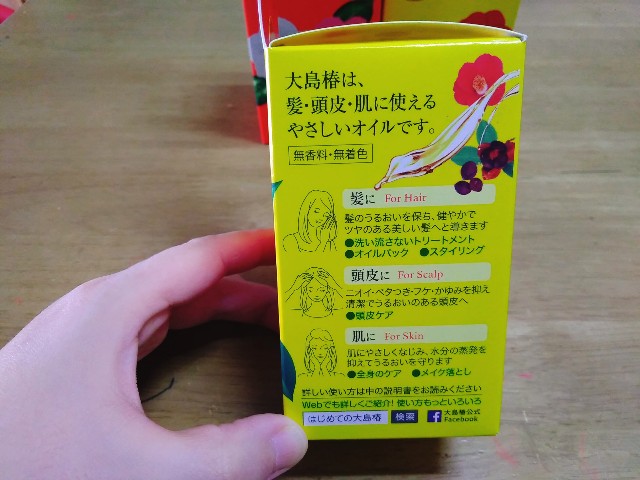 大島椿は、
髪・頭皮・肌に使える
やさしいオイルです。
無香料・無着色
髪に For Hair
髪のうるおいを保ち、健やかで
ツヤのある美しい髪へと導きます
●洗い流さないトリートメント
●オイルパック ●スタイリング
頭皮に For Scalp
ニオイ・ベタつき・フケ・かゆみを抑え
清潔でうるおいのある頭皮へ
●頭皮ケア
肌に For Skin
肌にやさしくなじみ、水分の蒸発を
抑えてうるおいを守ります
●全身のケア ●メイク落とし
詳しい使い方は中の説明書をお読みください
Webでも詳しくご紹介!使い方もっといろいろ
はじめての大島椿 検索
f 大島椿公式
Facebook